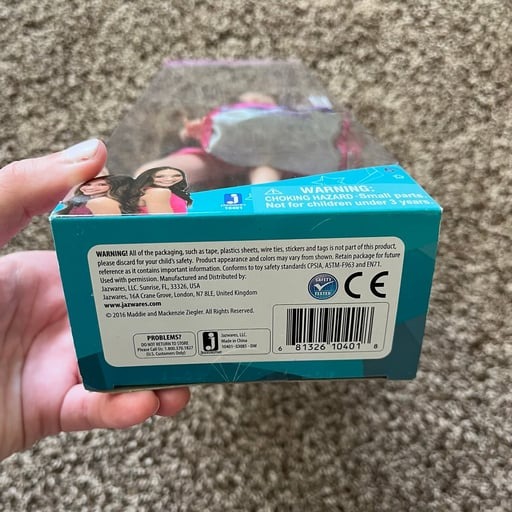 WARNING:
CHOKING HAZARD-Small parts
Not for children under 3 years.
J
10401
WARNING! All of the packaging, such as tape, plastics sheets, wire ties, stickers and tags is not part of this product,
please discard for your child's safety. Product appearance and colors may vary from shown. Retain package for future
reference as it contains important information. Conforms to toy safety standards CPSIA, ASTM-F963 and EN71.
Used with permission. Manufactured and Distributed by:
Jazwares, LLC. Sunrise, FL, 33325, USA
Jazwares, 16A Crane Grove, London, N7 8LE, United Kingdom
www.jazwares.com
© 2016 Maddie and Mackenzie Ziegler. All Rights Reserved.
SAFETY
TESTED
CE
PROBLEMS?
DO NOT RETURN TO STORE
Please Call Us: 1.800.370.1827
(U.S. Customers Only)
J
Jazwares, LLC.
Made in China
6 81326 10401 8